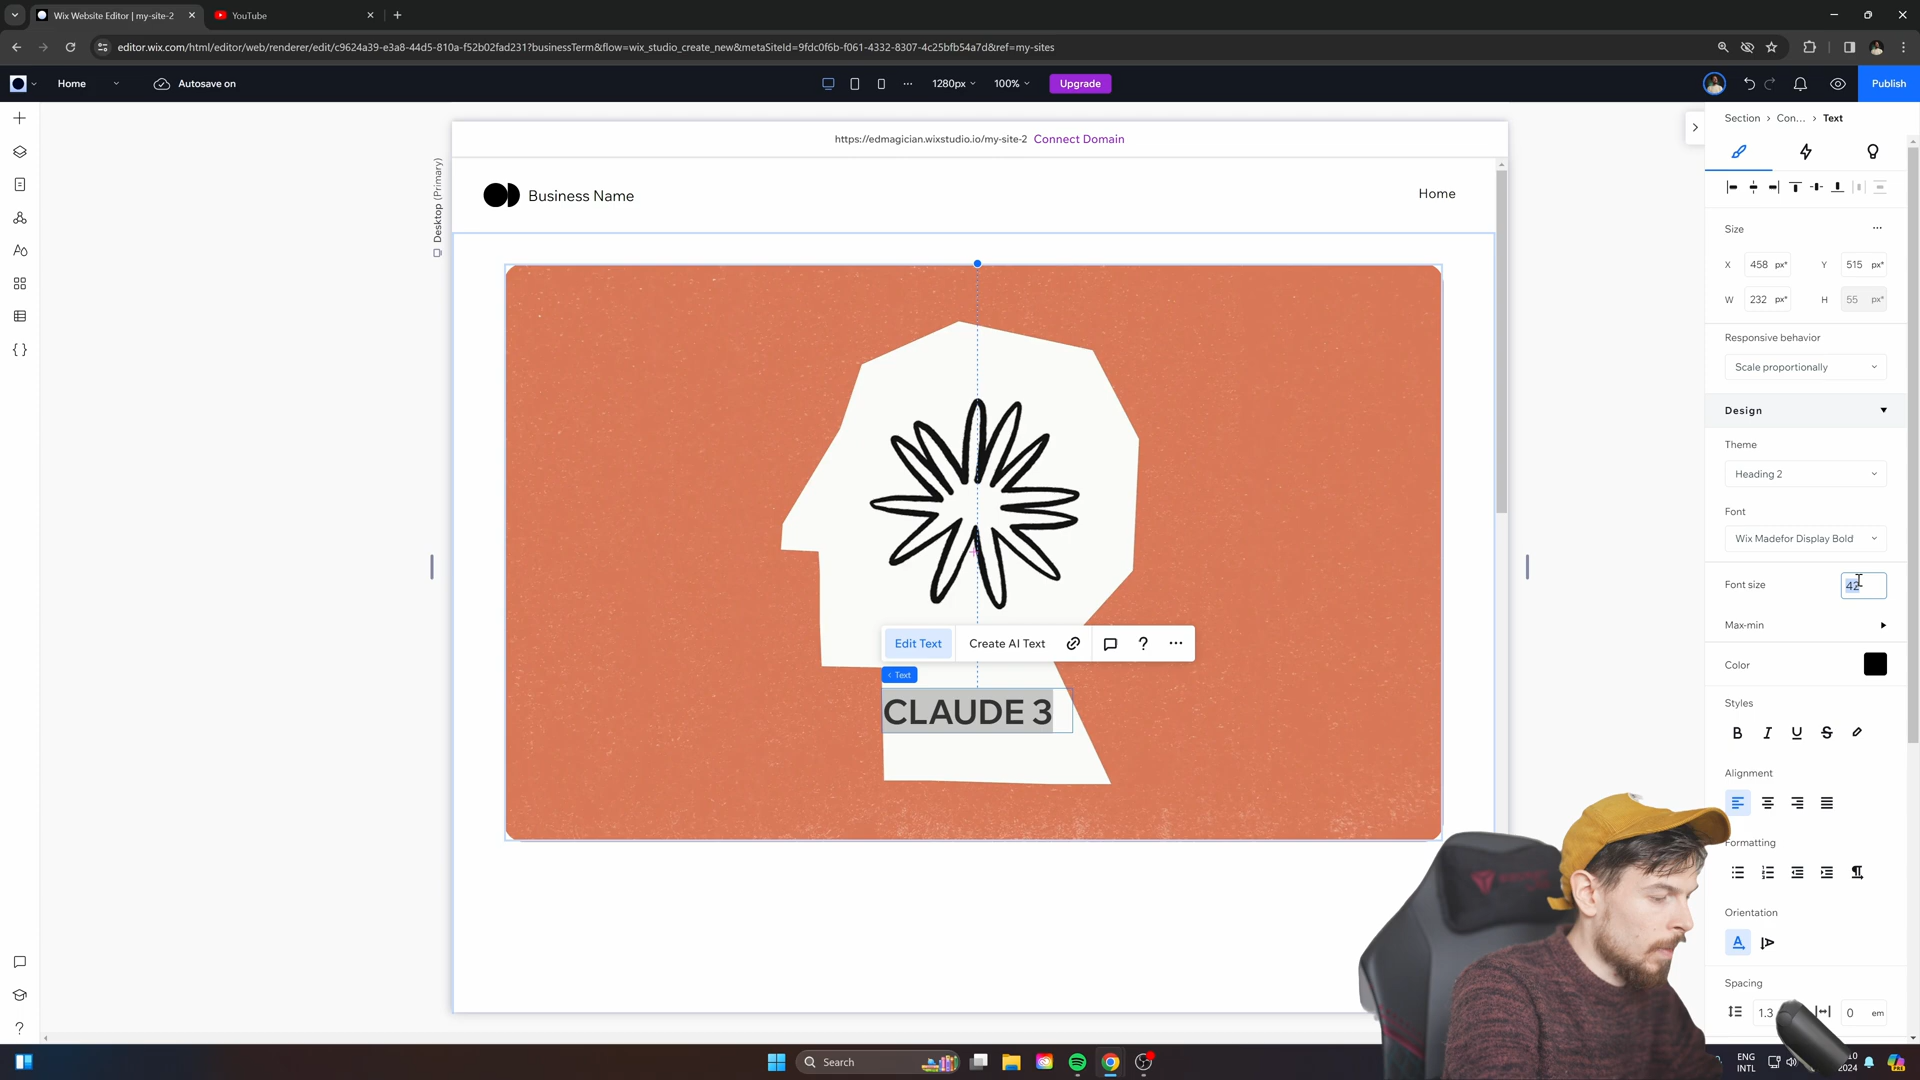 Wix Website Editor | my-site-2
YouTube
editor.wix.com/html/editor/web/renderer/edit/c9624a39-e3a8-44d5-810a-f52b02fad231?businessTerm&flow=wix_studio_create_new&metaSiteId=9fdc0f6b-f061-4332-8307-4c25bfb54a7d&ref=my-sites
Home
Autosave on
1280px
100%
Upgrade
Publish
https://edmagician.wixstudio.io/my-site-2 Connect Domain
Desktop (Primary)
Business Name
Home
Edit Text
Create AI Text
?
< Text
CLAUDE 3
Section > Con... > Text
Size
X 458 px* Y 515 px*
W 232 px* H 55 px*
Responsive behavior
Scale proportionally
Design
Theme
Heading 2
Font
Wix Madefor Display Bold
Font size 42
Max-min
Color
Styles
B I U S
Alignment
Formatting
Orientation
Spacing
1.3 0 em
Search
ENG
INTL
2024